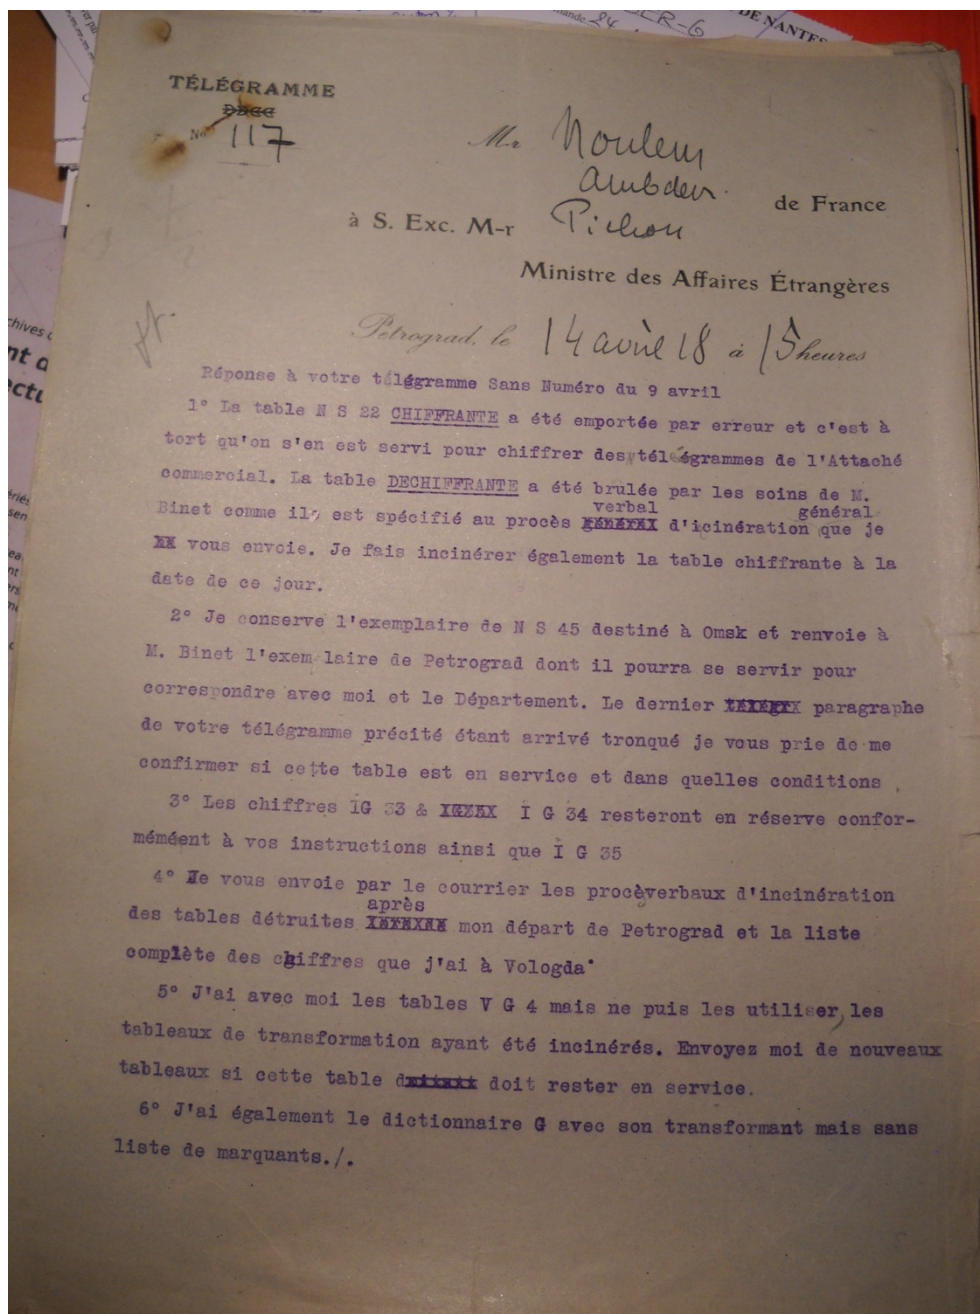 DE NANTES
TÉLÉGRAMME
No 117
Mr Noulens
Ambdeur de France
à S. Exc. M-r Pichon
Ministre des Affaires Étrangères
Petrograd, le 14 avril 18 à 15 heures
Réponse à votre télégramme Sans Numéro du 9 avril
1° La table N S 22 CHIFFRANTE a été emportée par erreur et c'est à
tort qu'on s'en est servi pour chiffrer des télégrammes de l'Attaché
commercial. La table DECHIFFRANTE a été brulée par les soins de M.
verbal général
Binet comme il est spécifié au procès d'icinération que je
vous envoie. Je fais incinérer également la table chiffrante à la
date de ce jour.
2° Je conserve l'exemplaire de N S 45 destiné à Omsk et renvoie à
M. Binet l'exem laire de Petrograd dont il pourra se servir pour
correspondre avec moi et le Département. Le dernier paragraphe
de votre télégramme précité étant arrivé tronqué je vous prie de me
confirmer si cette table est en service et dans quelles conditions .
3° Les chiffres IG 33 & I G 34 resteront en réserve confor-
méméent à vos instructions ainsi que I G 35
4° Je vous envoie par le courrier les procèverbaux d'incinération
après
des tables détruites mon départ de Petrograd et la liste
complète des chiffres que j'ai à Vologda.
5° J'ai avec moi les tables V G 4 mais ne puis les utiliser, les
tableaux de transformation ayant été incinérés. Envoyez moi de nouveaux
tableaux si cette table doit rester en service.
6° J'ai également le dictionnaire G avec son transformant mais sans
liste de marquants./.